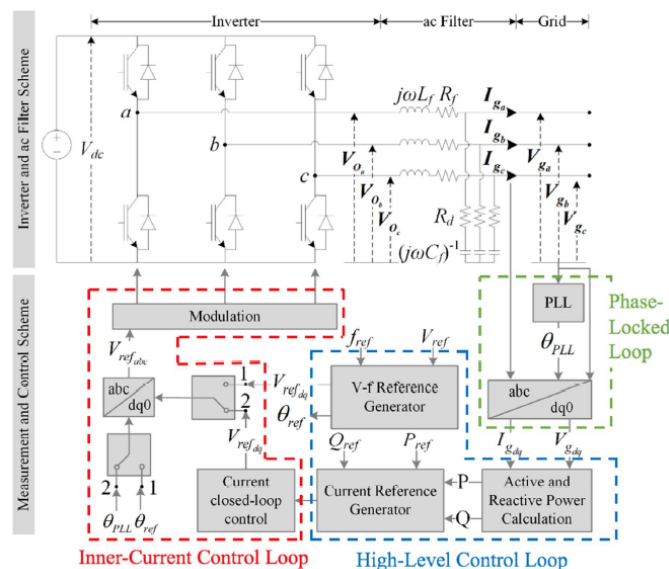 Inverter
ac Filter
Grid
Inverter and ac Filter Scheme
V_dc
a
b
c
jωL_f
R_f
I_ga
I_gb
I_gc
V_oa
V_ob
V_oc
V_ga
V_gb
V_gc
R_d
(jωC_f)^-1
Measurement and Control Scheme
Modulation
PLL
Phase-
Locked
Loop
θ_PLL
V_ref_abc
abc
dq0
1
2
V_ref_dq
θ_ref
V_ref_dq
f_ref
V_ref
V-f Reference
Generator
abc
dq0
I_gdq
V_gdq
Q_ref
P_ref
2
1
θ_PLL
θ_ref
Current
closed-loop
control
Current Reference
Generator
P
Q
Active and
Reactive Power
Calculation
Inner-Current Control Loop
High-Level Control Loop